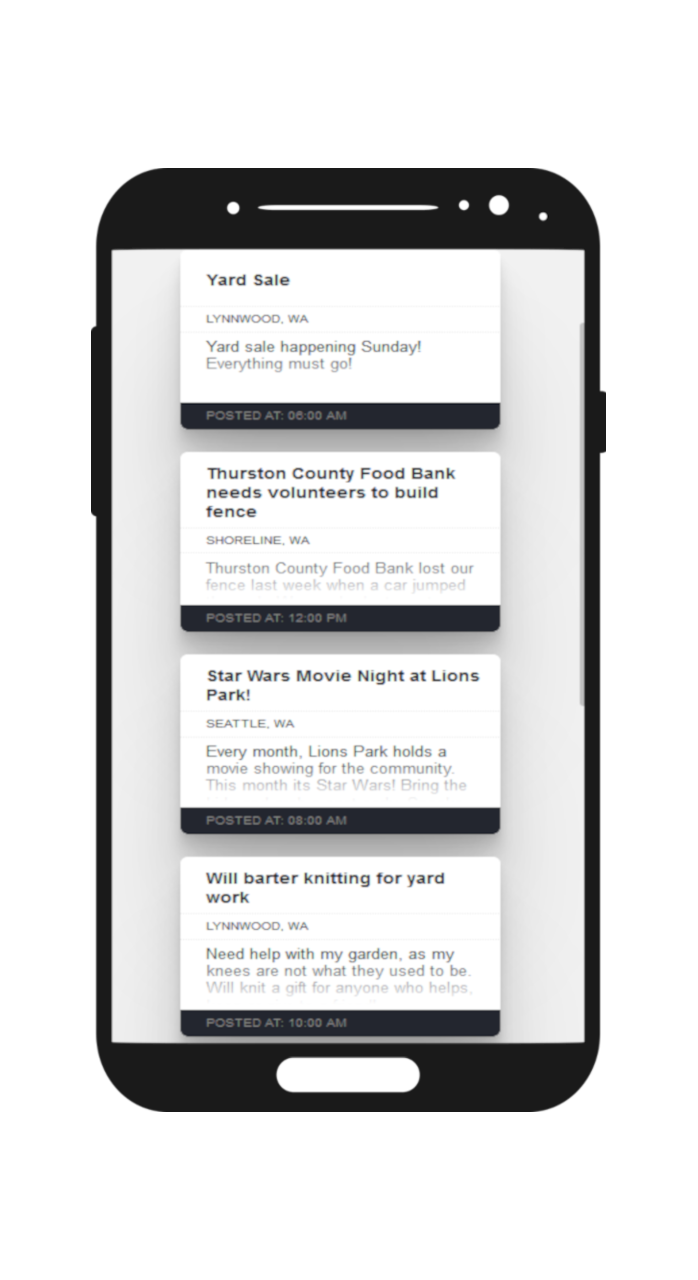 Yard Sale
LYNNWOOD, WA
Yard sale happening Sunday!
Everything must go!
POSTED AT: 06:00 AM
Thurston County Food Bank
needs volunteers to build
fence
SHORELINE, WA
Thurston County Food Bank lost our
fence last week when a car jumped
POSTED AT: 12:00 PM
Star Wars Movie Night at Lions
Park!
SEATTLE, WA
Every month, Lions Park holds a
movie showing for the community.
This month its Star Wars! Bring the
POSTED AT: 08:00 AM
Will barter knitting for yard
work
LYNNWOOD, WA
Need help with my garden, as my
knees are not what they used to be.
Will knit a gift for anyone who helps,
POSTED AT: 10:00 AM